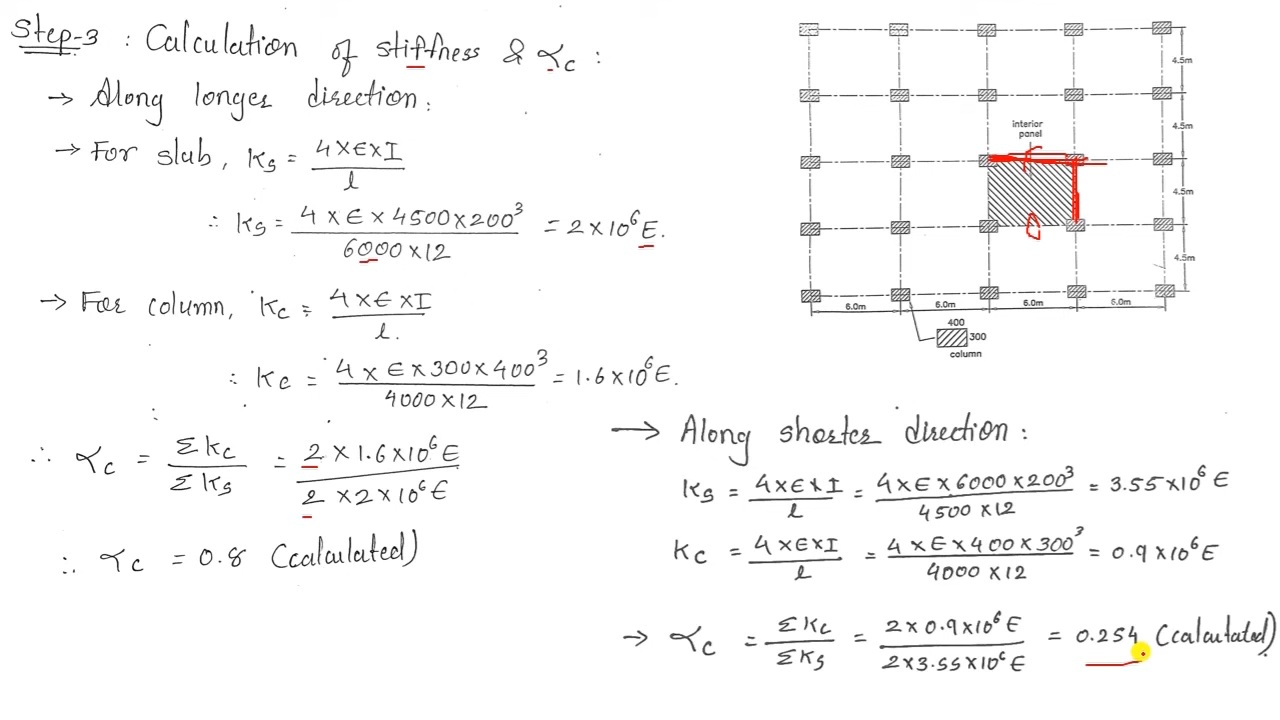 Step-3 : Calculation of stiffness & αc :
→ Along longer direction:
→ For slab, Ks = 4×E×I / l
∴ Ks = 4×E×4500×200³ / 6000×12 = 2×10⁶E.
→ For column, Kc = 4×E×I / l.
∴ Kc = 4×E×300×400³ / 4000×12 = 1.6×10⁶E.
∴ αc = ΣKc / ΣKs = 2×1.6×10⁶E / 2×2×10⁶E
∴ αc = 0.8 (calculated)
interior
panel
4.5m
4.5m
4.5m
4.5m
6.0m 6.0m 6.0m 6.0m
400
300
column
→ Along shorter direction:
Ks = 4×E×I / l = 4×E×6000×200³ / 4500×12 = 3.55×10⁶E
Kc = 4×E×I / l = 4×E×400×300³ / 4000×12 = 0.9×10⁶E
→ αc = ΣKc / ΣKs = 2×0.9×10⁶E / 2×3.55×10⁶E = 0.254 (calculated)